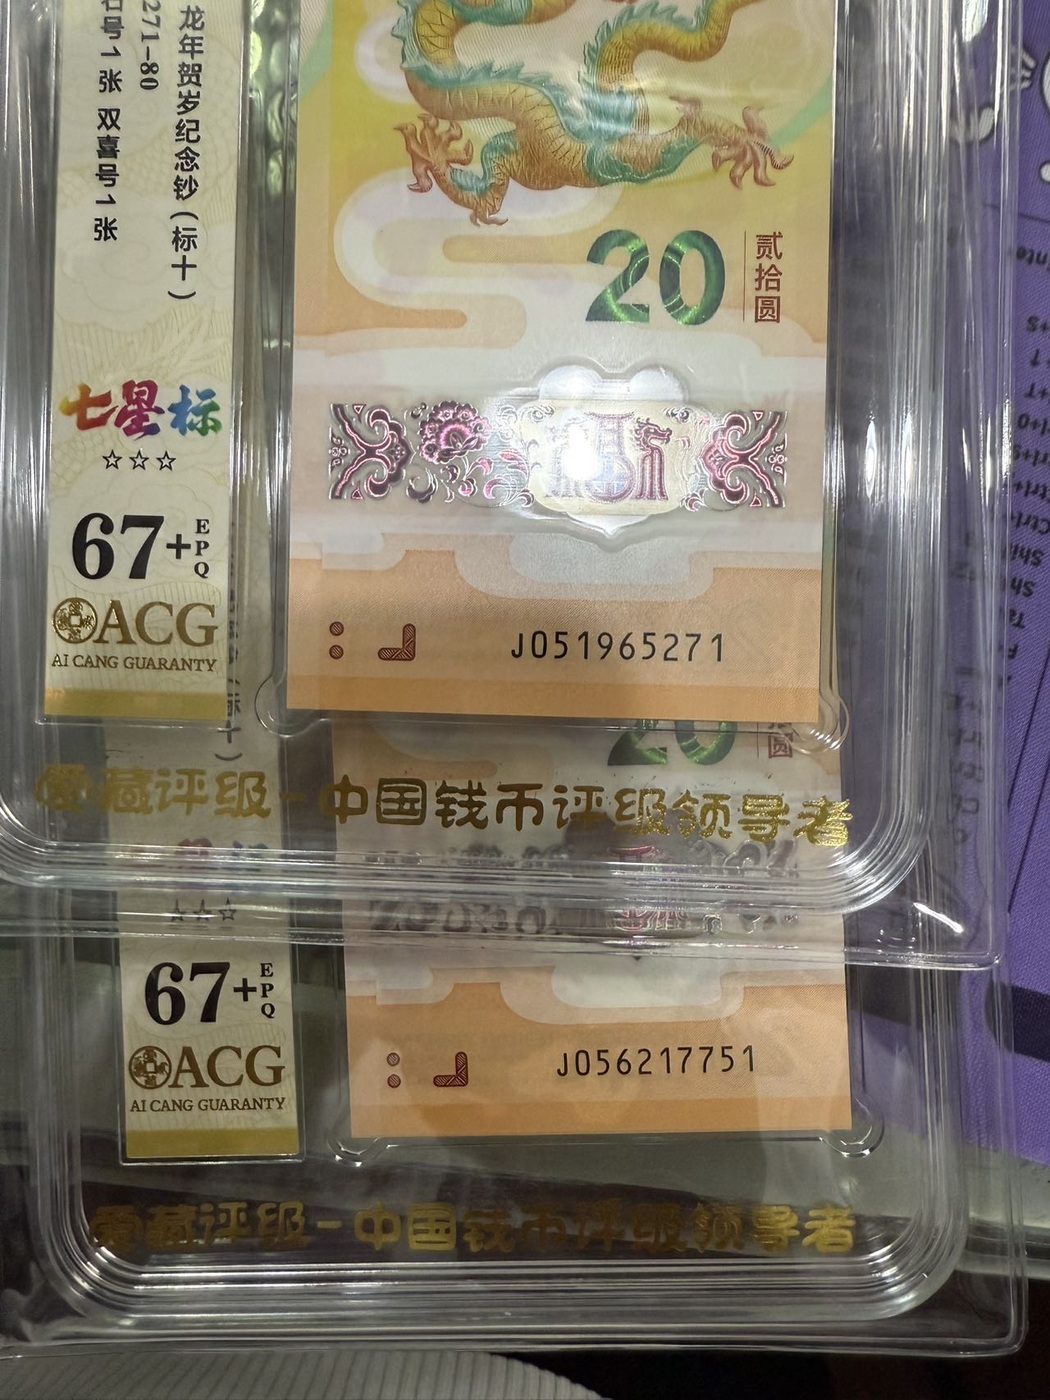 龙年贺岁纪念钞(标十)
271-80
号1张 双喜号1张
七星标
☆☆☆
67+EPQ
ACG
AI CANG GUARANTY
20
贰拾圆
J051965271
爱藏评级-中国钱币评级领导者
20
圆
67+EPQ
ACG
AI CANG GUARANTY
J056217751
爱藏评级-中国钱币评级领导者